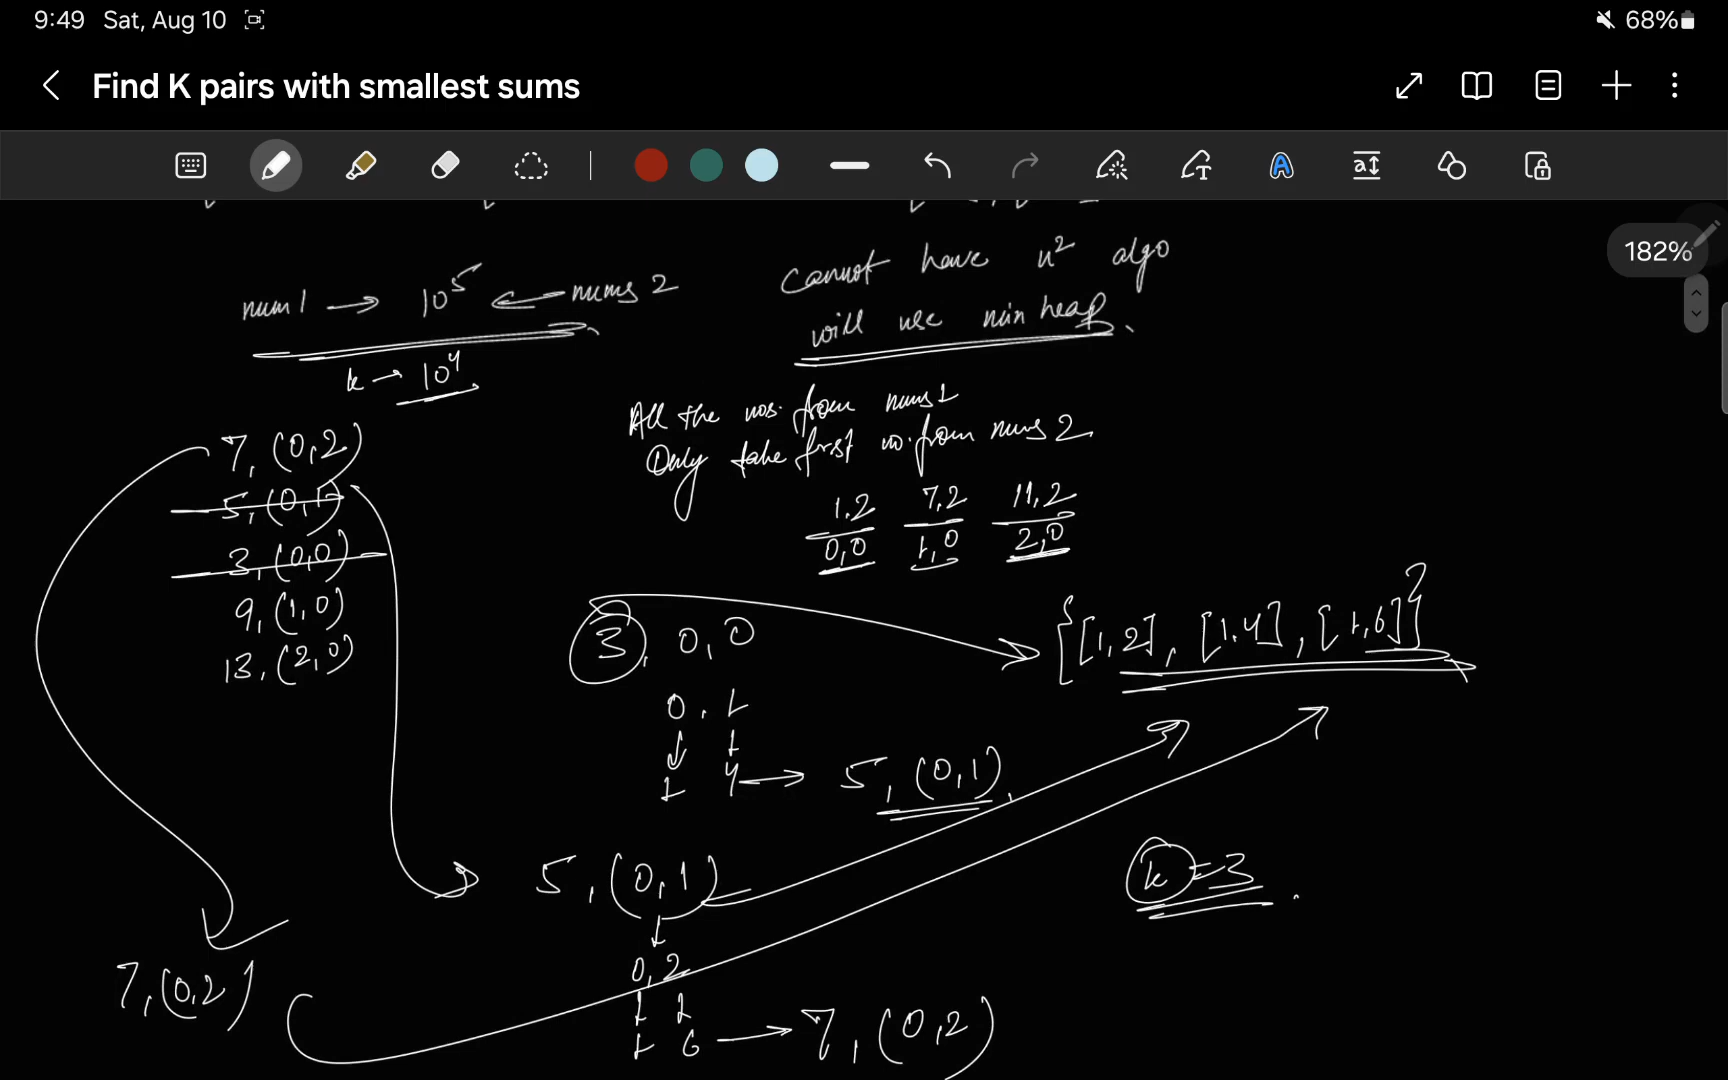 9:49 Sat, Aug 10
68%
Find K pairs with smallest sums
182%
num1 → 10^5 ← nums 2
k → 10^4
Cannot have n^2 algo
will use min heap.
All the nos. from nums 1
Only take first no. from nums 2
1,2 7,2 11,2
0,0 1,0 2,0
7, (0,2)
5, (0,1)
3, (0,0)
9, (1,0)
13, (2,0)
3, 0,0
{[1,2], [1,4], [1,6]}
0, 1
1 4 → 5, (0,1)
5, (0,1)
k = 3
0,2
1 6 → 7, (0,2)
7, (0,2)